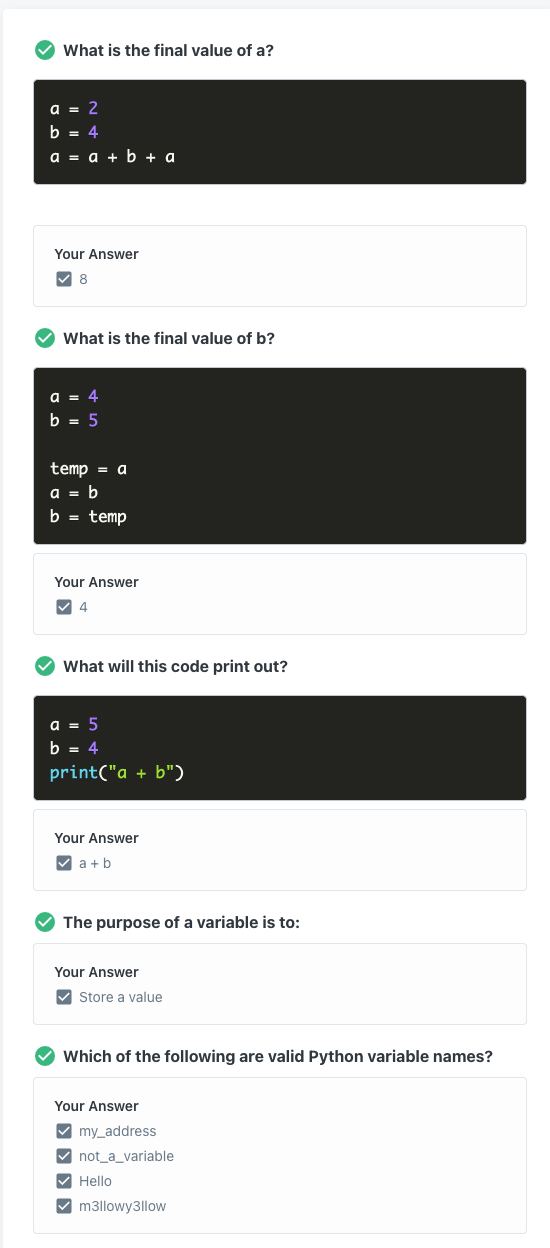 What is the final value of a?
a = 2
b = 4
a = a + b + a
Your Answer
8
What is the final value of b?
a = 4
b = 5
temp = a
a = b
b = temp
Your Answer
4
What will this code print out?
a = 5
b = 4
print("a + b")
Your Answer
a + b
The purpose of a variable is to:
Your Answer
Store a value
Which of the following are valid Python variable names?
Your Answer
my_address
not_a_variable
Hello
m3llowy3llow